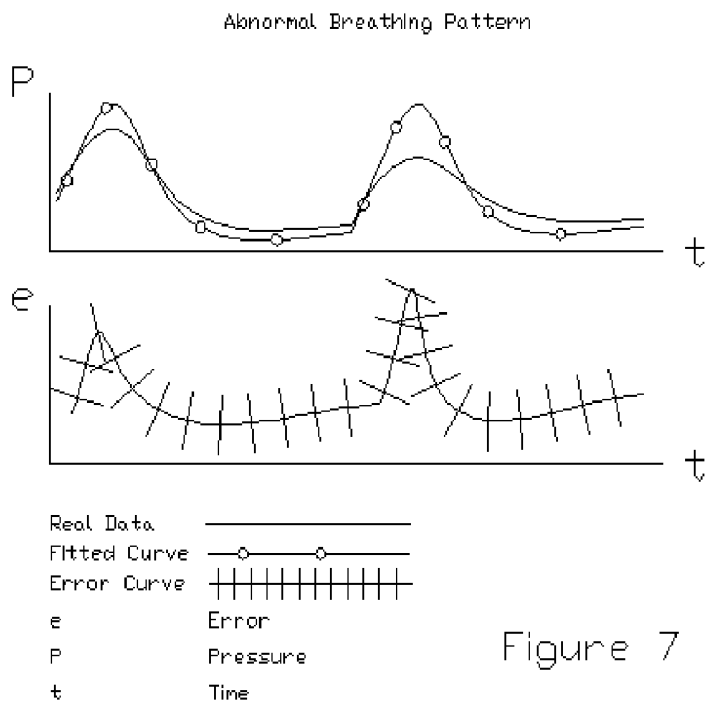 Abnormal Breathing Pattern
P
t
e
t
Real Data
Fitted Curve
Error Curve
e Error
P Pressure
t Time
Figure 7